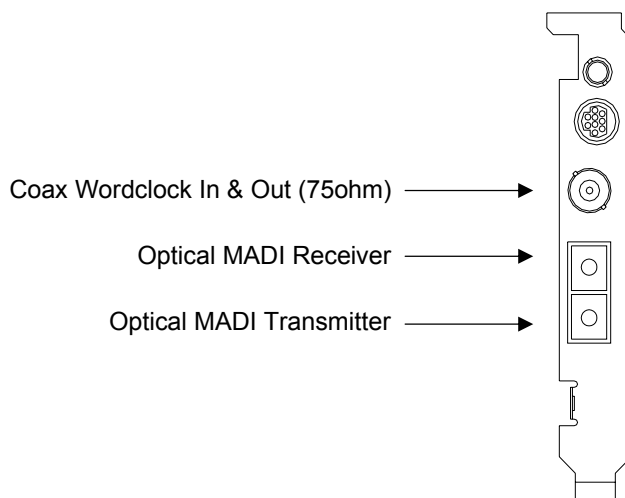 Coax Wordclock In & Out (75ohm)
Optical MADI Receiver
Optical MADI Transmitter